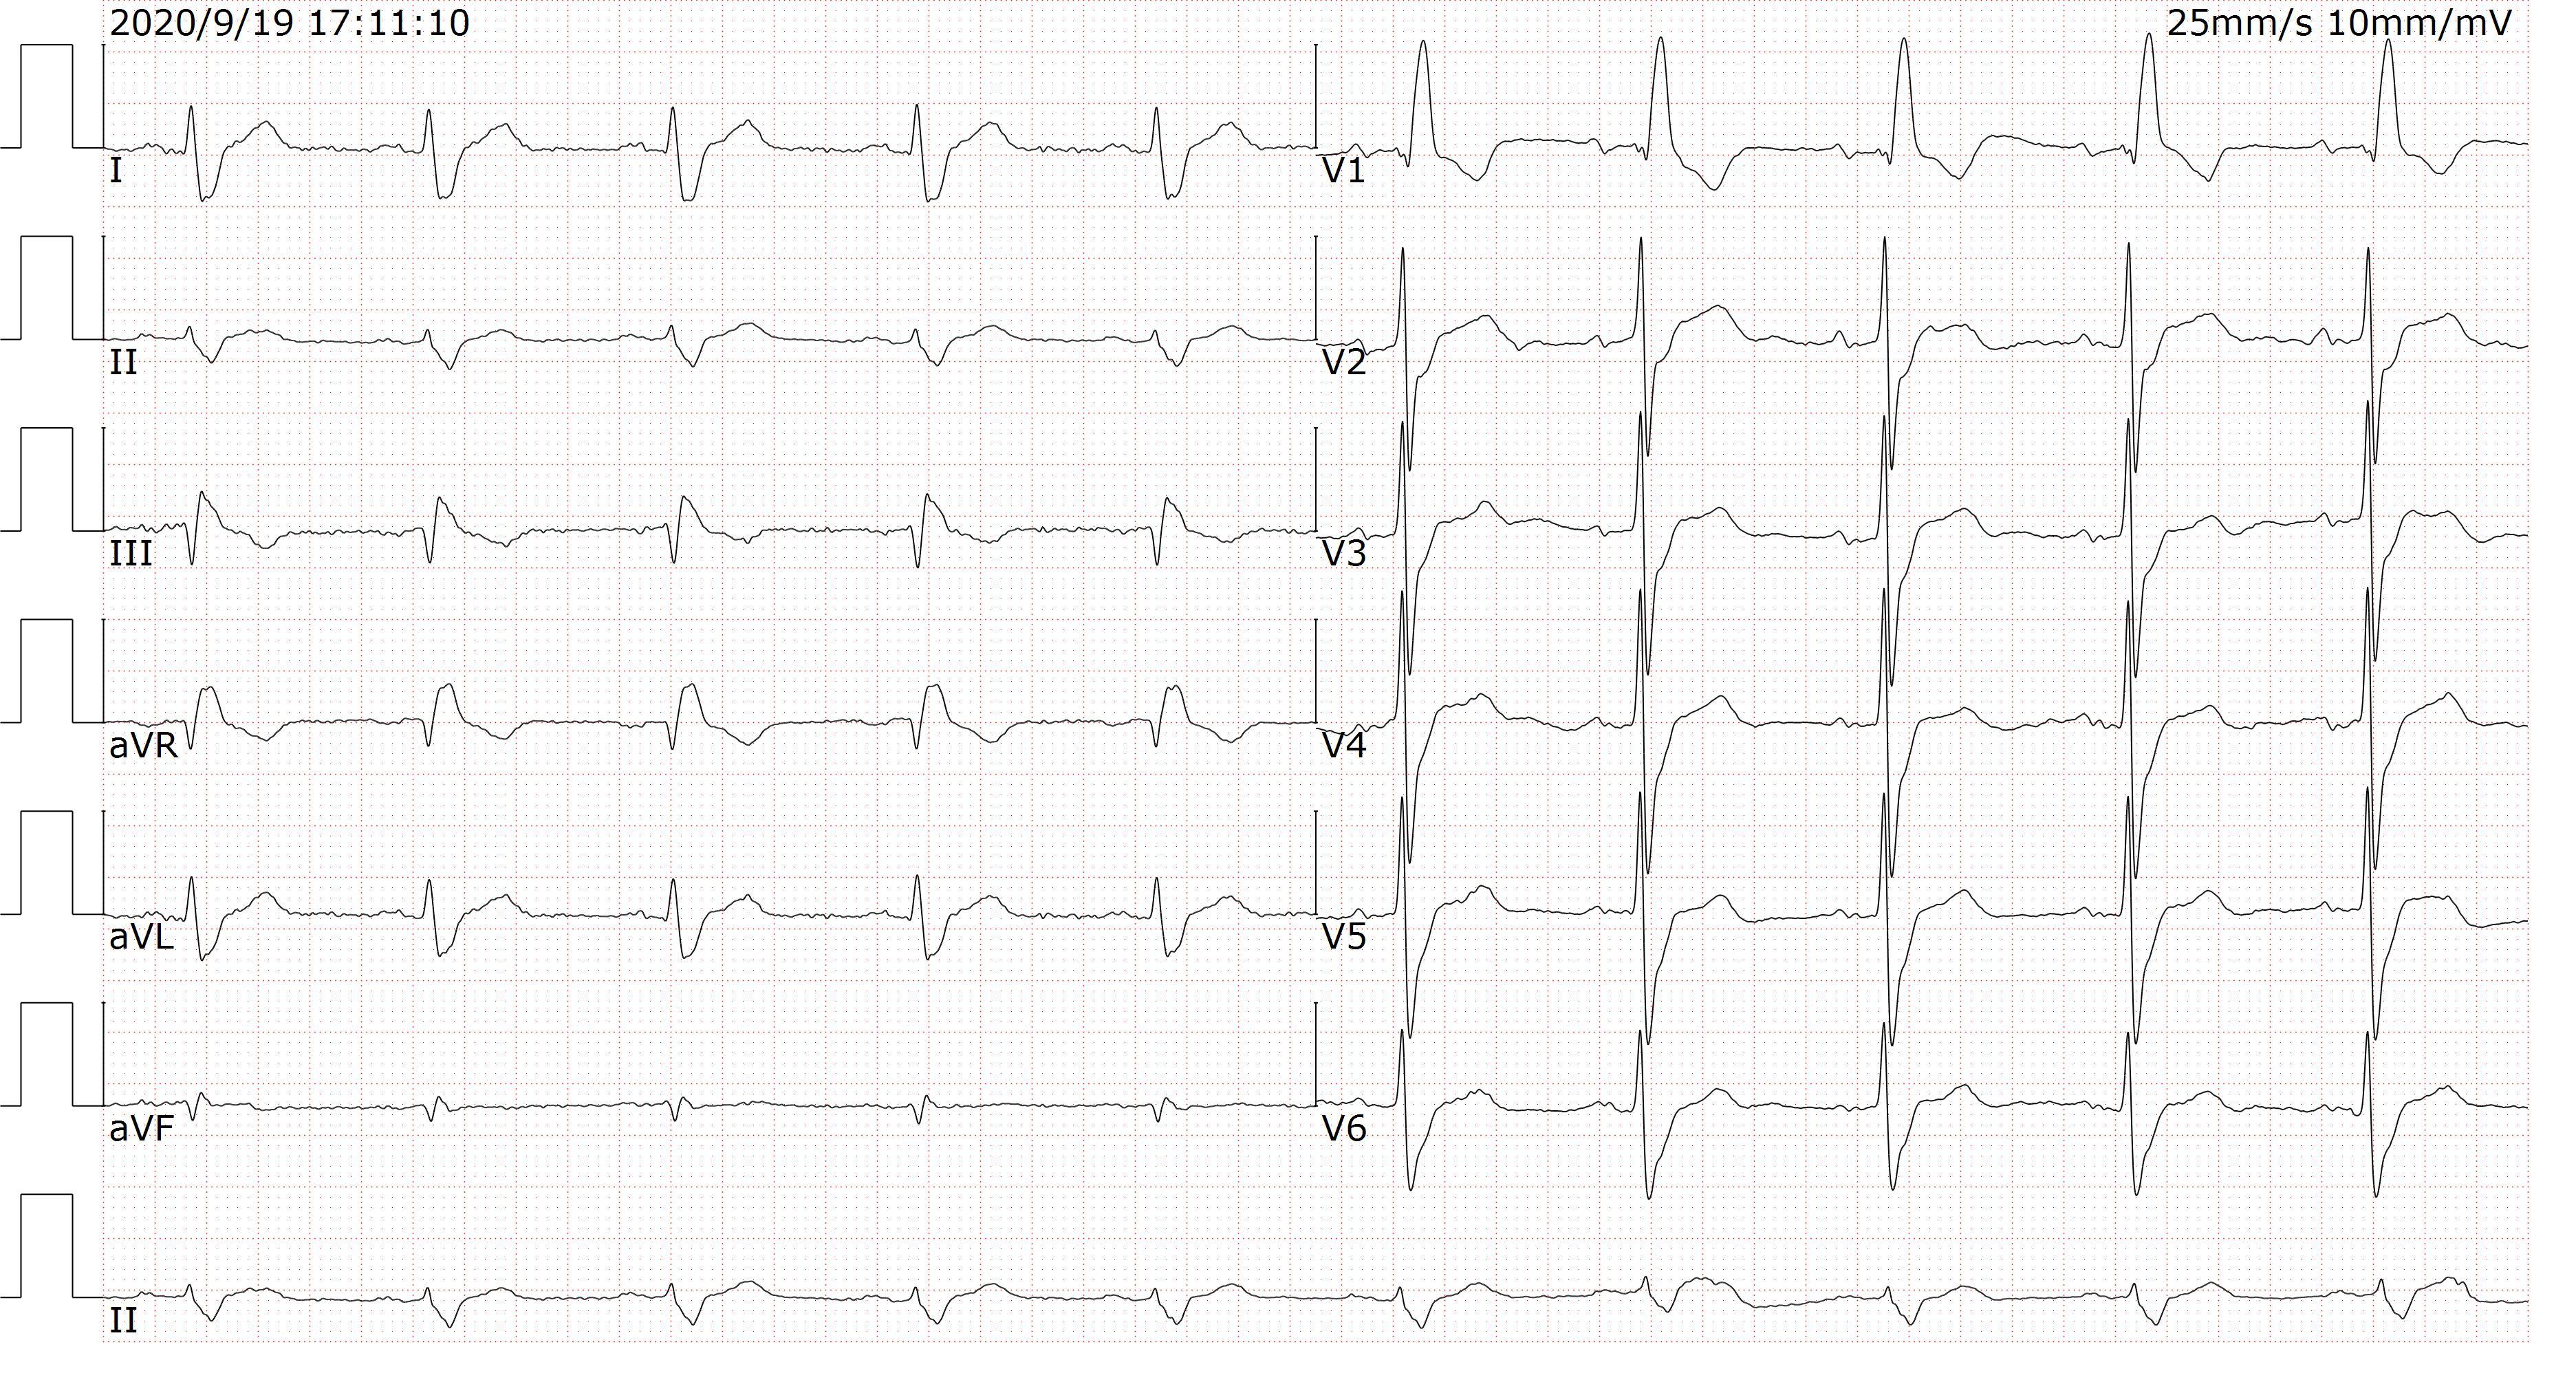 2020/9/19 17:11:10
25mm/s 10mm/mV
I
V1
II
V2
III
V3
aVR
V4
aVL
V5
aVF
V6
II